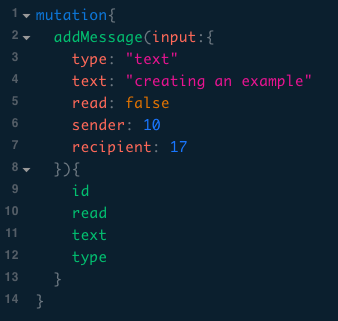 1 mutation{
2 addMessage(input:{
3 type: "text"
4 text: "creating an example"
5 read: false
6 sender: 10
7 recipient: 17
8 }){
9 id
10 read
11 text
12 type
13 }
14 }